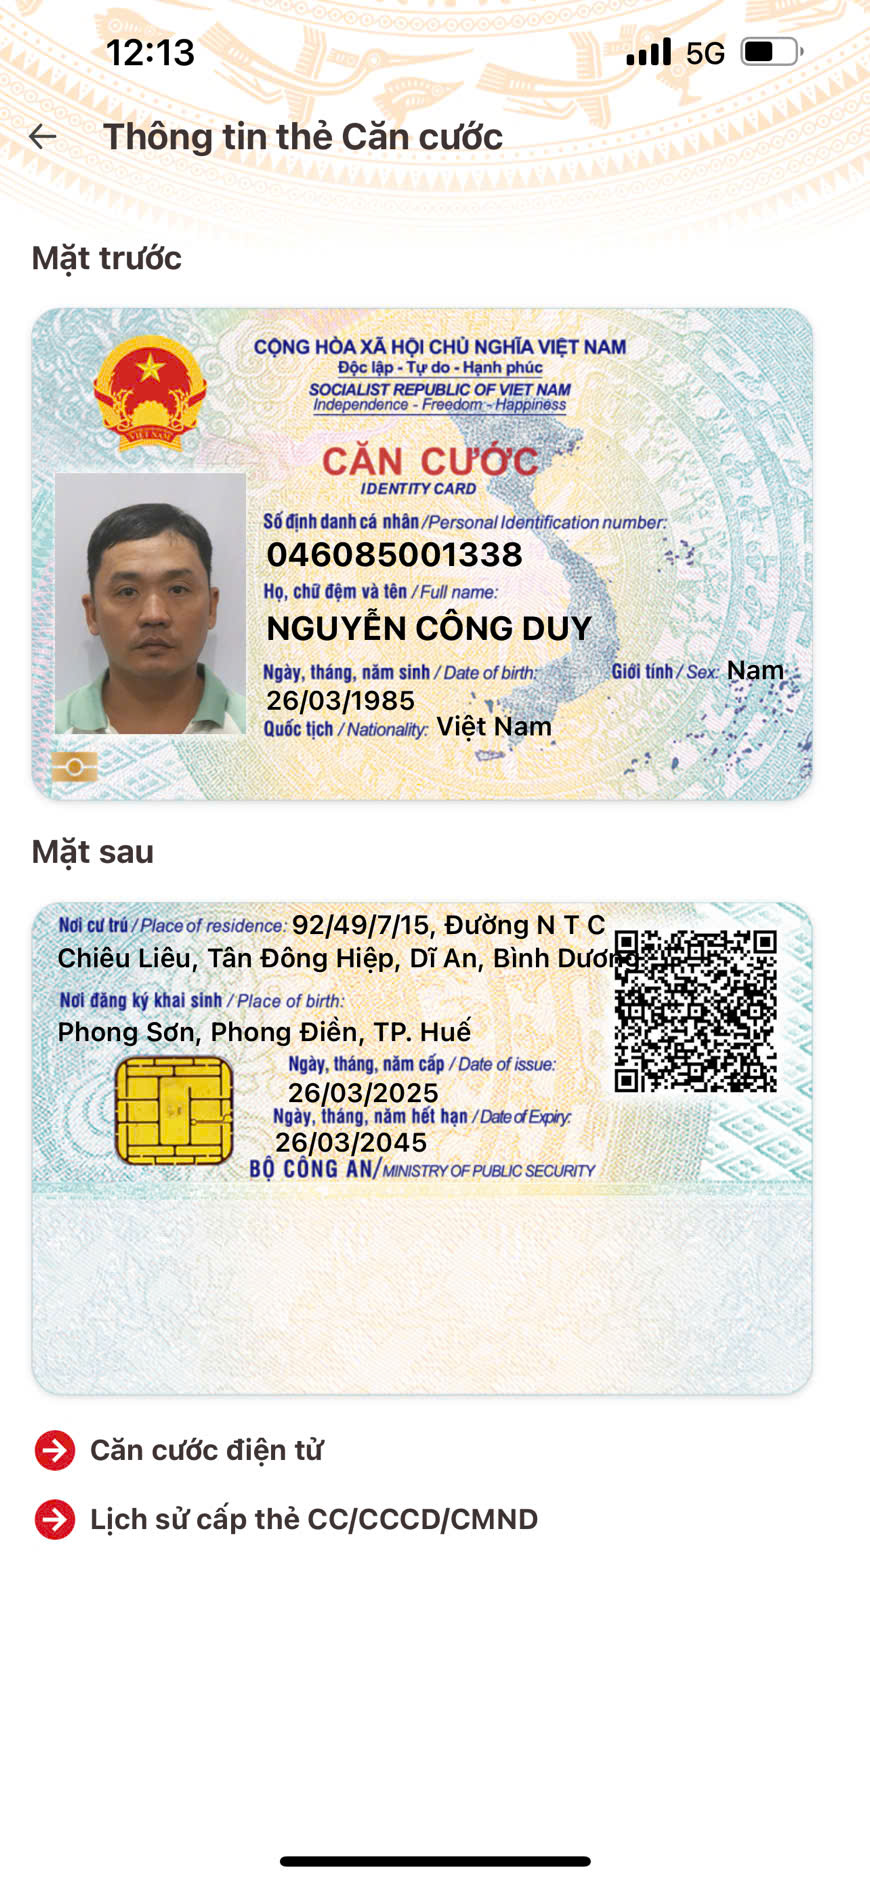 12:13
5G
Thông tin thẻ Căn cước
Mặt trước
CỘNG HÒA XÃ HỘI CHỦ NGHĨA VIỆT NAM
Độc lập - Tự do - Hạnh phúc
SOCIALIST REPUBLIC OF VIET NAM
Independence - Freedom - Happiness
VIET NAM
CĂN CƯỚC
IDENTITY CARD
Số định danh cá nhân /Personal Identification number:
046085001338
Họ, chữ đệm và tên /Full name:
NGUYỄN CÔNG DUY
Ngày, tháng, năm sinh / Date of birth: Giới tính / Sex: Nam
26/03/1985
Quốc tịch / Nationality: Việt Nam
Mặt sau
Nơi cư trú / Place of residence: 92/49/7/15, Đường N T C
Chiêu Liêu, Tân Đông Hiệp, Dĩ An, Bình Dương
Nơi đăng ký khai sinh / Place of birth:
Phong Sơn, Phong Điền, TP. Huế
Ngày, tháng, năm cấp / Date of issue:
26/03/2025
Ngày, tháng, năm hết hạn / Date of Expiry:
26/03/2045
BỘ CÔNG AN/MINISTRY OF PUBLIC SECURITY
Căn cước điện tử
Lịch sử cấp thẻ CC/CCCD/CMND